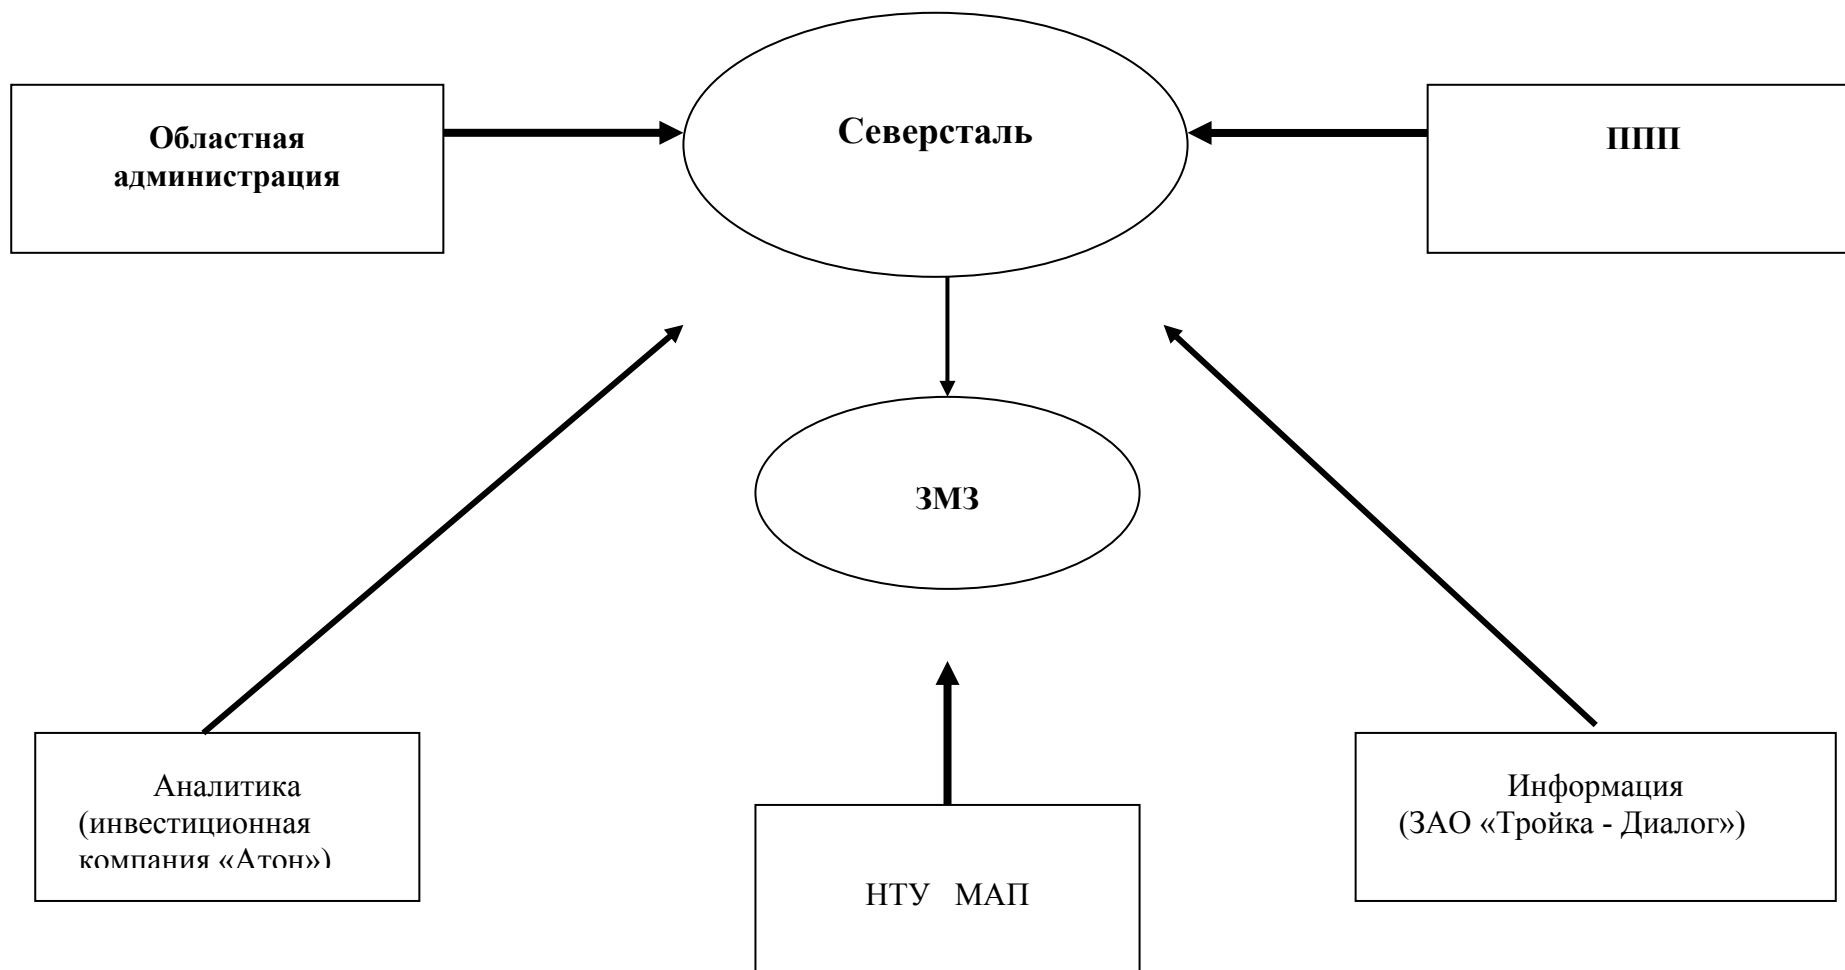 Северсталь
Областная
администрация
ППП
ЗМЗ
Аналитика
(инвестиционная
компания «Атон»)
Информация
(ЗАО «Тройка - Диалог»)
НТУ МАП